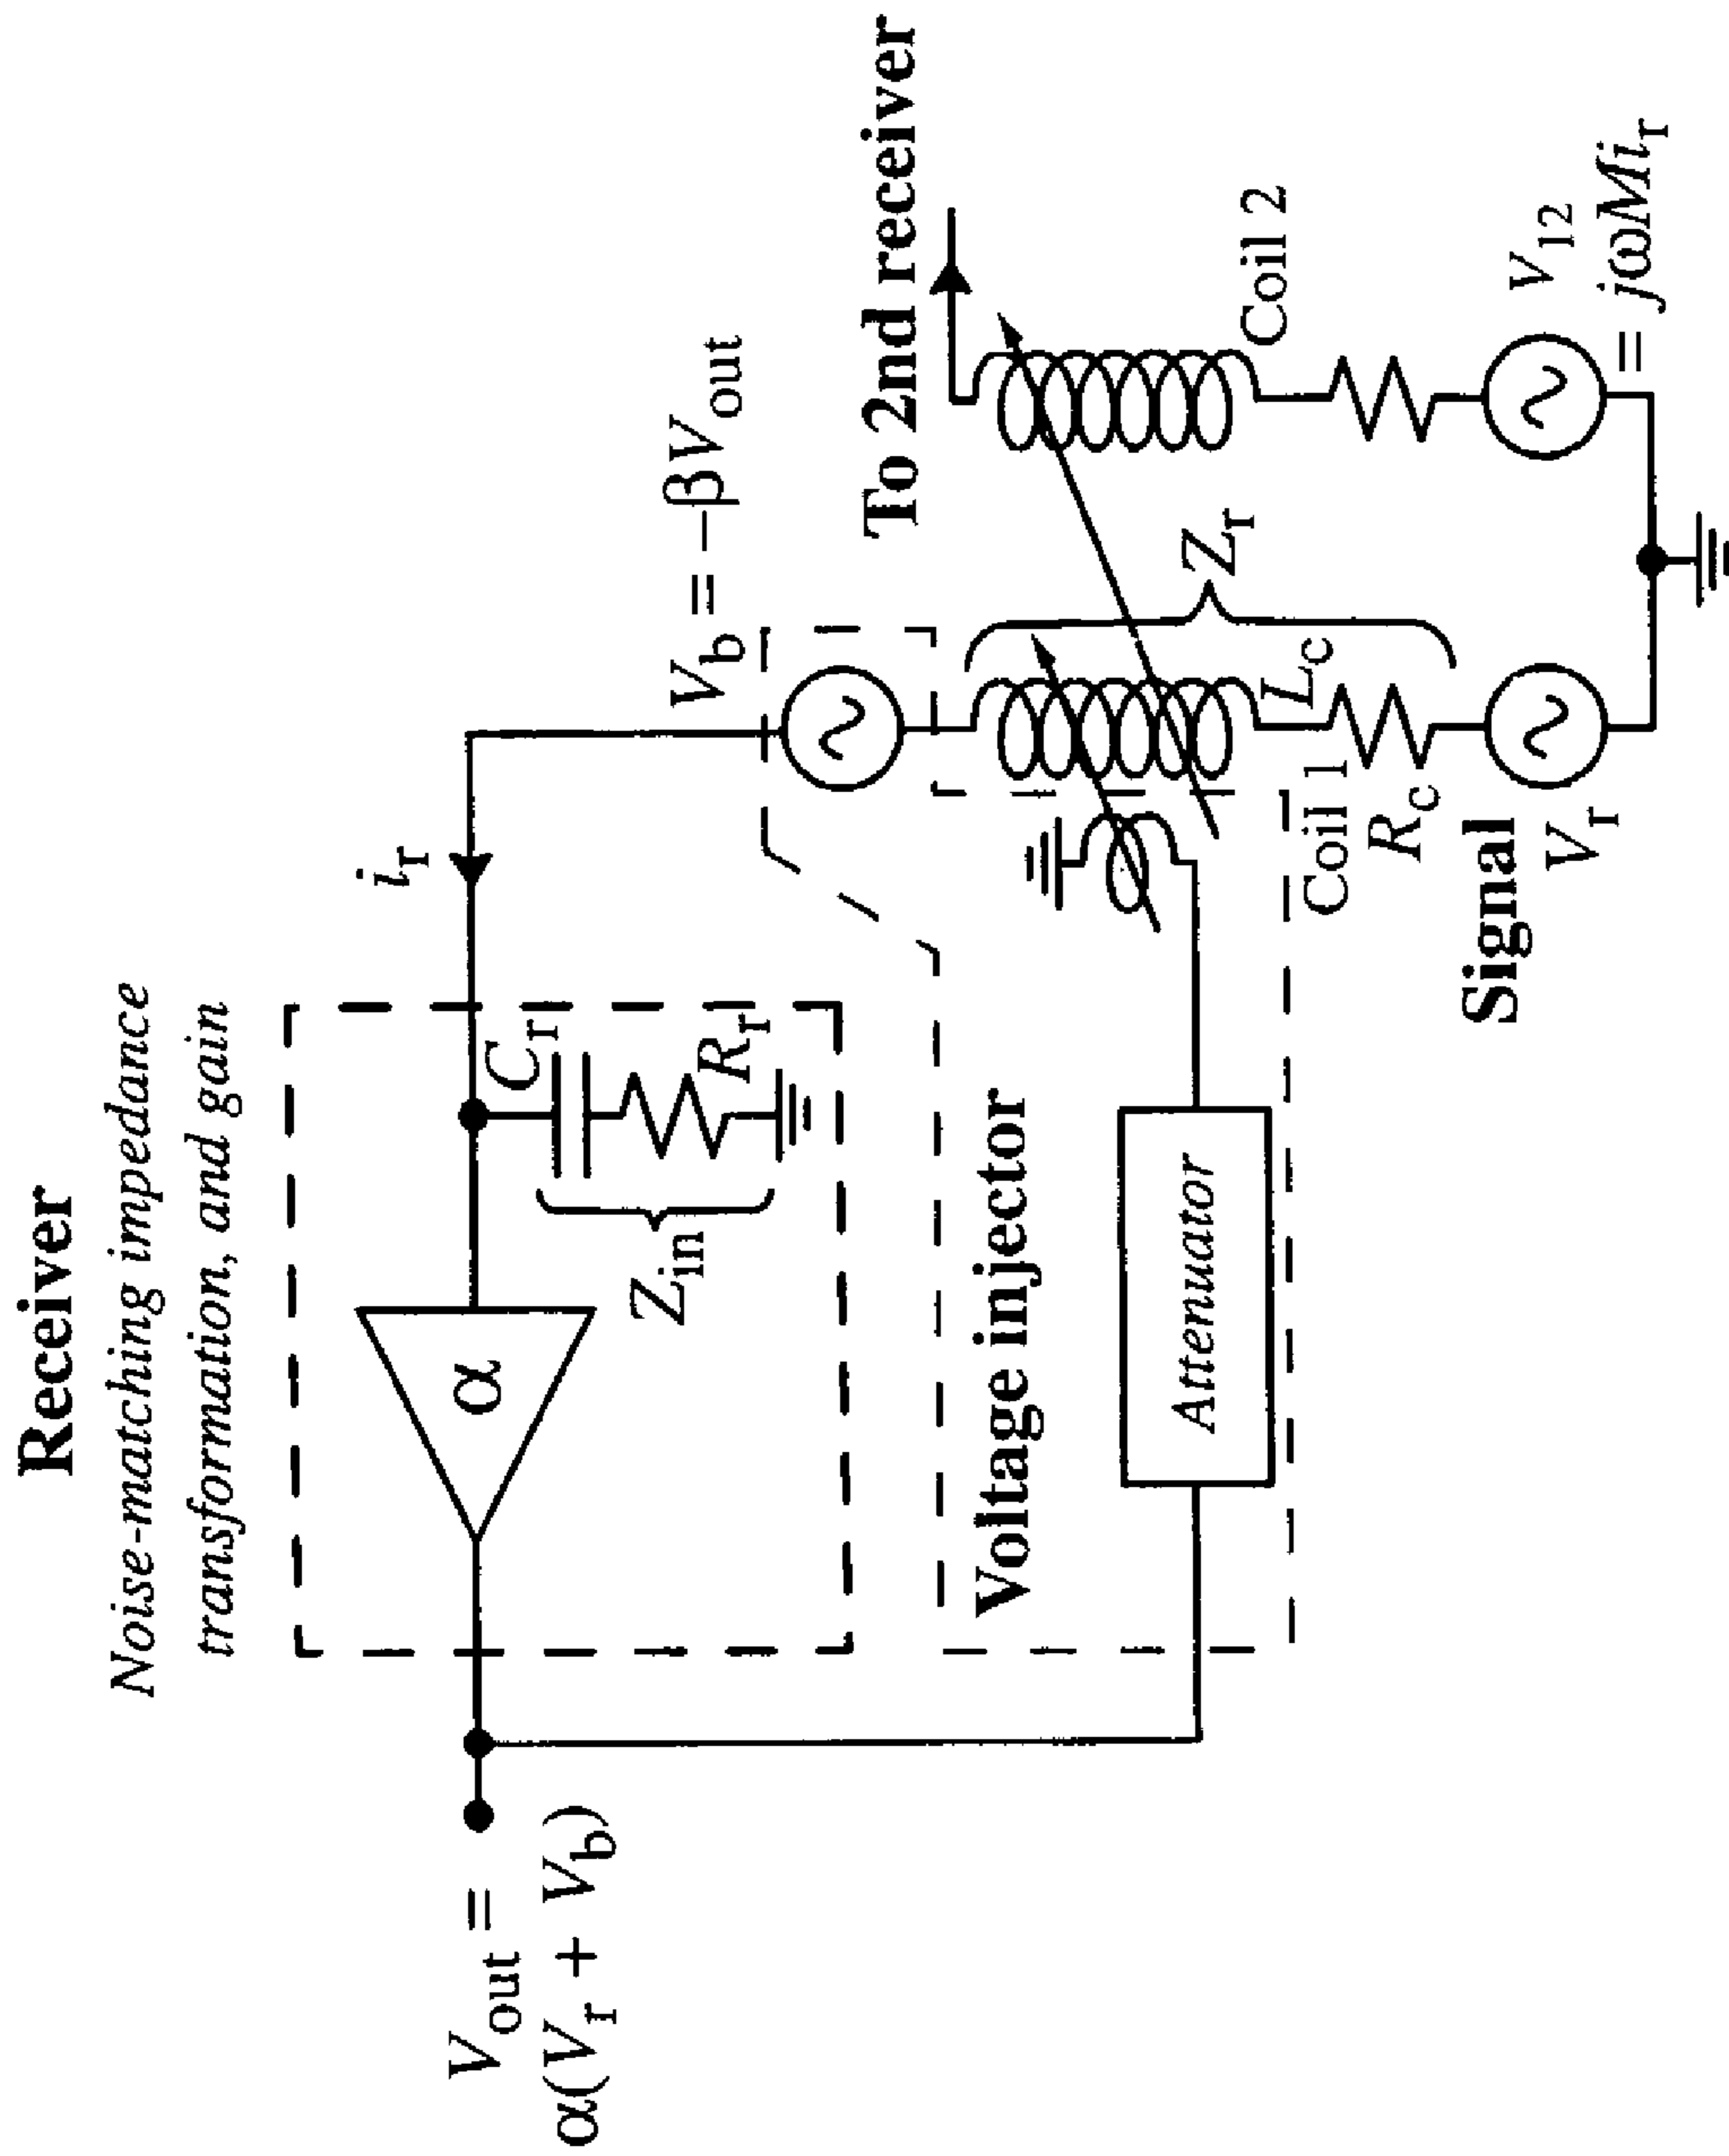 Receiver
Noise-matching impedance
transformation, and gain
V_out =
α(V_r + V_b)
α
C_r
R_r
Z_in
i_r
V_b = −βV_out
To 2nd receiver
Voltage injector
Attenuator
Z_r
L_c
Coil 1
R_c
Coil 2
Signal
V_r
V_12
= jωMi_r